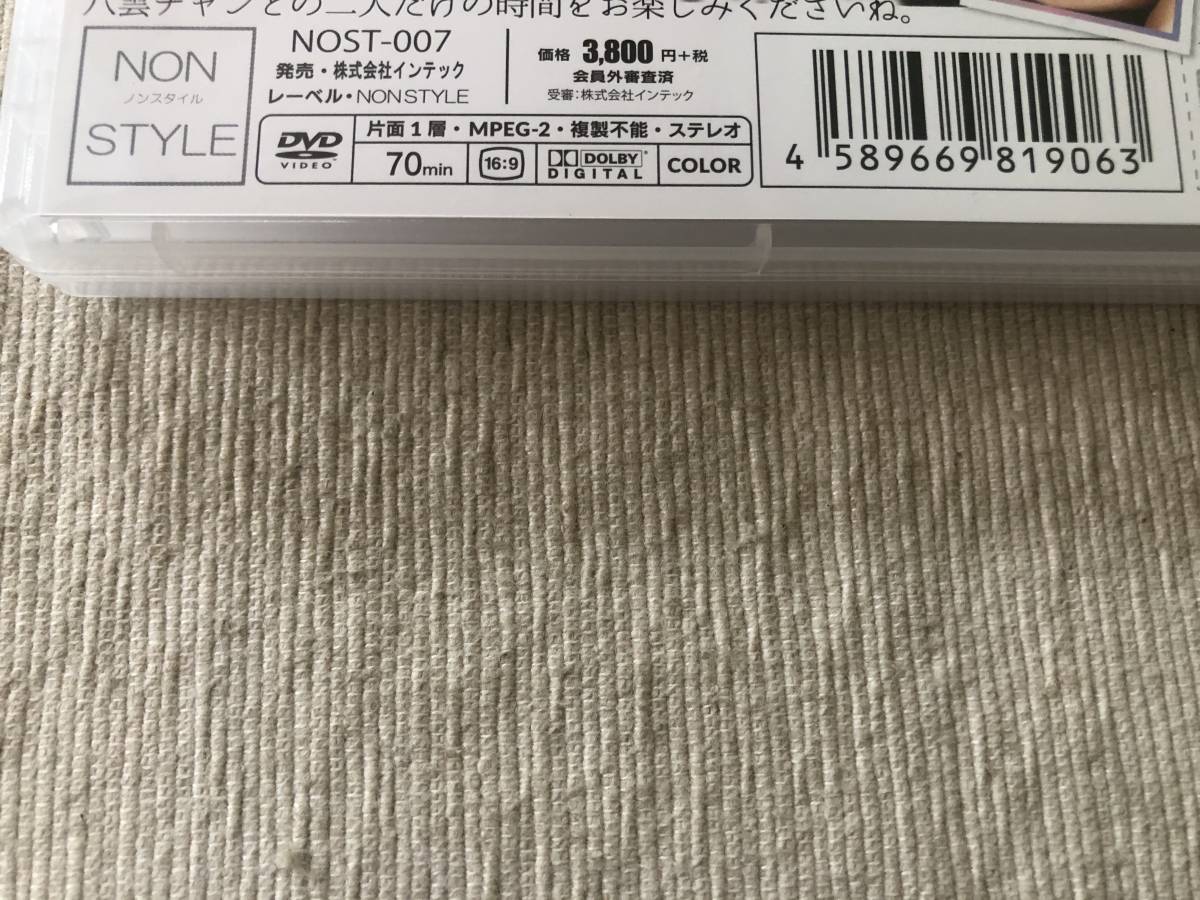 八雲チャンとの二人だけの時間をお楽しみくださいね。
NON
ノンスタイル
STYLE
NOST-007
発売・株式会社インテック
レーベル・NON STYLE
価格 3,800 円+税
会員外審査済
受審:株式会社インテック
DVD
VIDEO
片面1層・MPEG-2・複製不能・ステレオ
70min
16:9
DOLBY
DIGITAL
COLOR
4 589669 819063